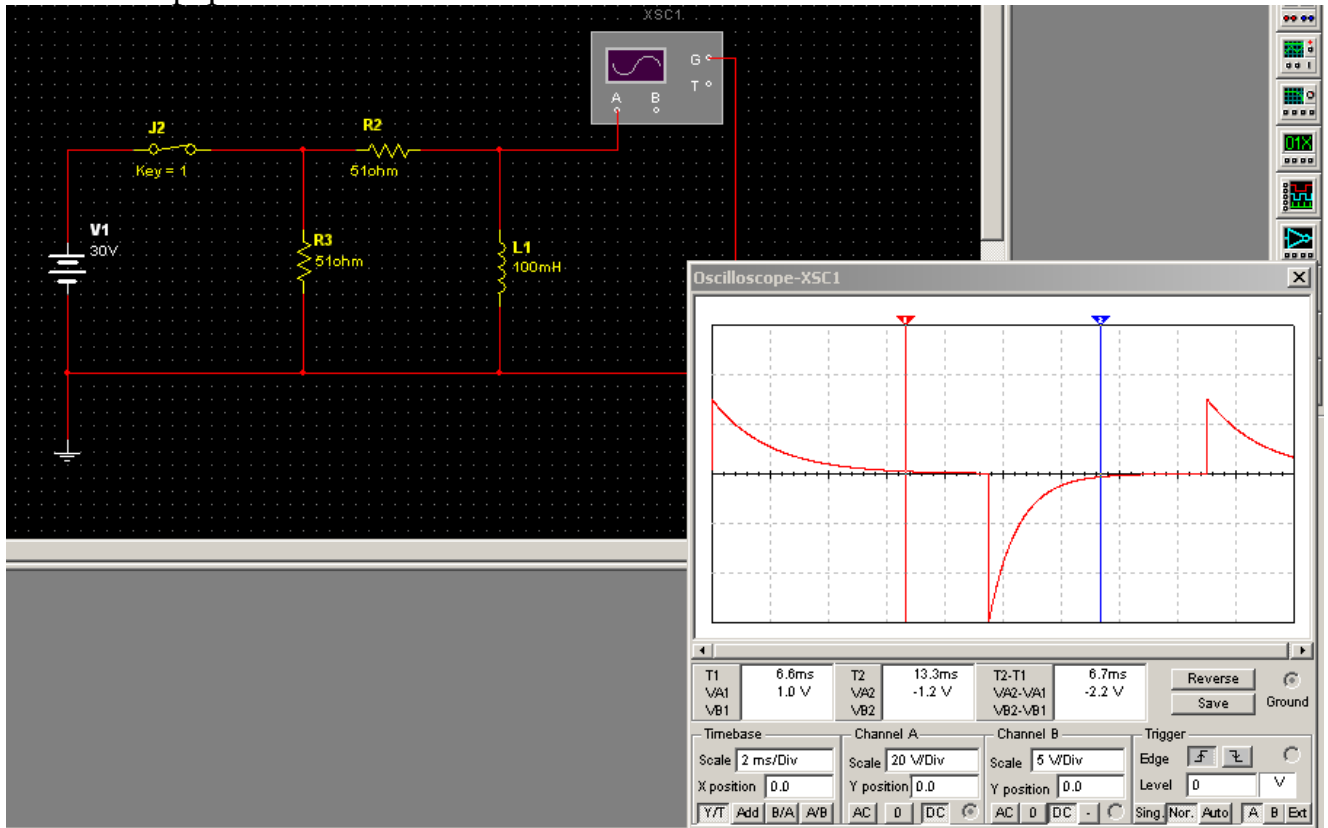 XSC1
G
T
A B
J2
Key = 1
R2
51ohm
V1
30V
R3
51ohm
L1
100mH
01X
Oscilloscope-XSC1
1 2
T1 6.6ms T2 13.3ms T2-T1 6.7ms Reverse
VA1 1.0 V VA2 -1.2 V VA2-VA1 -2.2 V
VB1 VB2 VB2-VB1 Save Ground
Timebase Channel A Channel B Trigger
Scale 2 ms/Div Scale 20 V/Div Scale 5 V/Div Edge
X position 0.0 Y position 0.0 Y position 0.0 Level 0 V
Y/T Add B/A A/B AC 0 DC AC 0 DC - Sing. Nor. Auto A B Ext